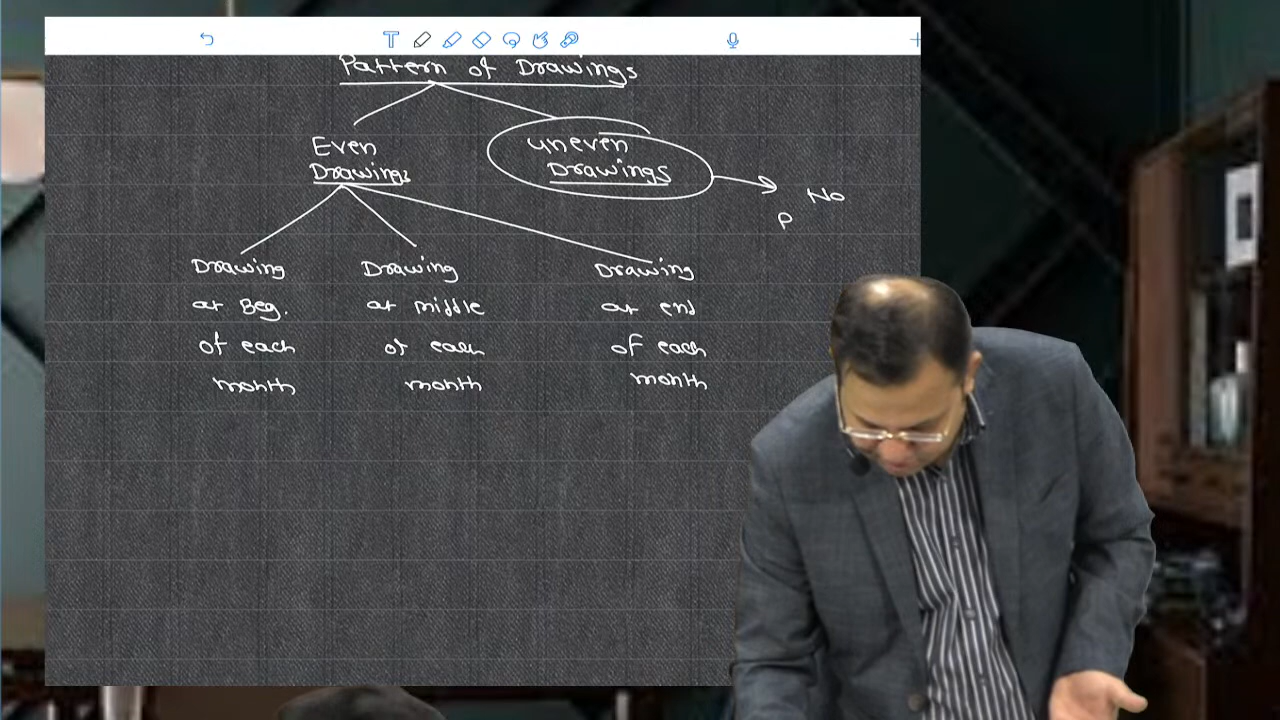 Pattern of Drawings
Even
Drawings
uneven
Drawings
No
P
Drawing
at Beg.
of each
month
Drawing
at middle
of each
month
Drawing
at end
of each
month